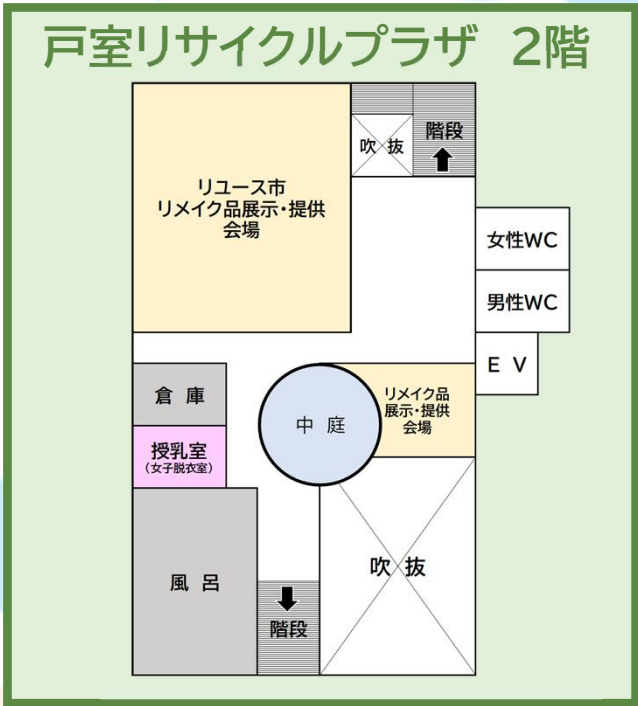 戸室リサイクルプラザ 2階
吹 抜
階段
リユース市
リメイク品展示・提供
会場
女性WC
男性WC
E V
倉 庫
中 庭
リメイク品
展示・提供
会場
授乳室
(女子脱衣室)
風 呂
吹 抜
階段